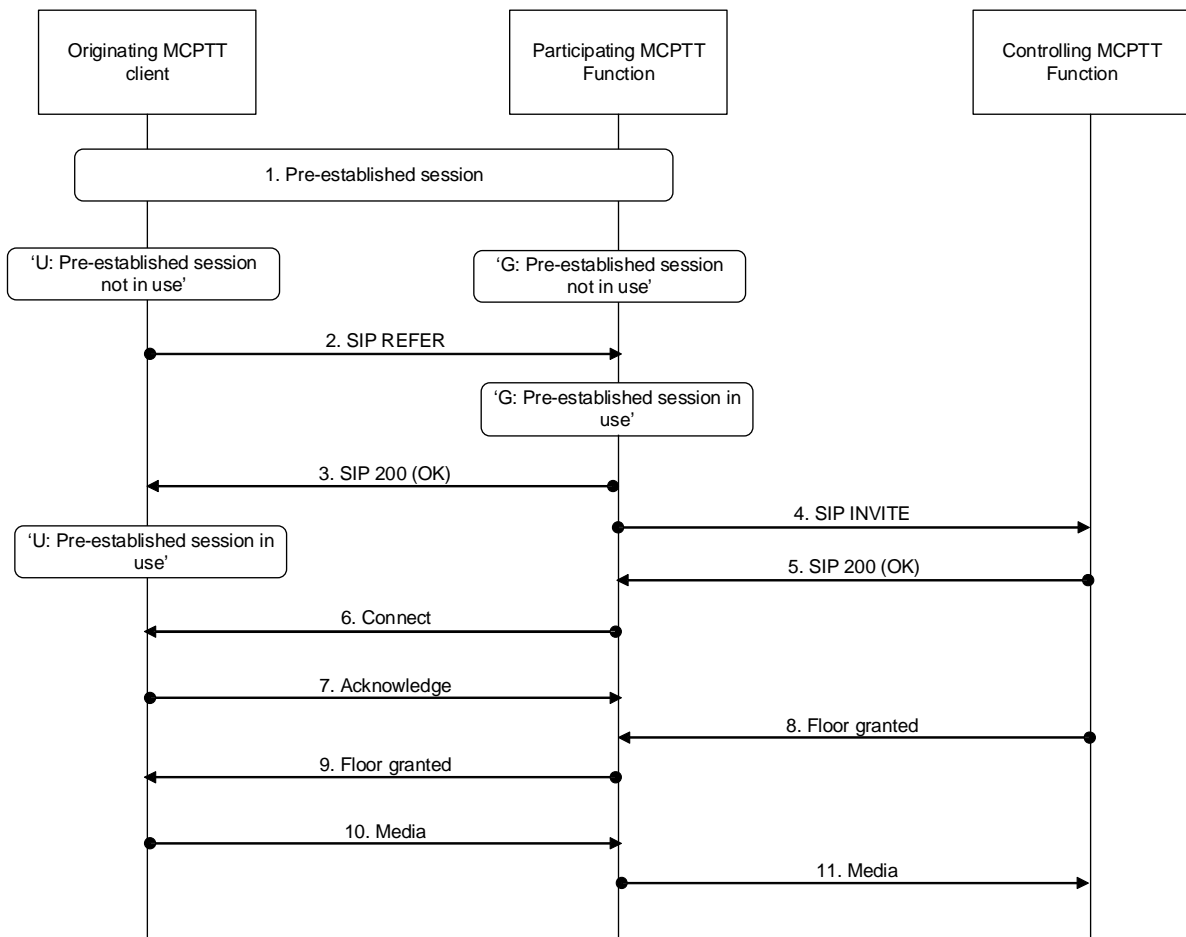 Originating MCPTT
client
Participating MCPTT
Function
Controlling MCPTT
Function
1. Pre-established session
‘U: Pre-established session
not in use’
‘G: Pre-established session
not in use’
2. SIP REFER
‘G: Pre-established session in
use’
3. SIP 200 (OK)
4. SIP INVITE
‘U: Pre-established session in
use’
5. SIP 200 (OK)
6. Connect
7. Acknowledge
8. Floor granted
9. Floor granted
10. Media
11. Media